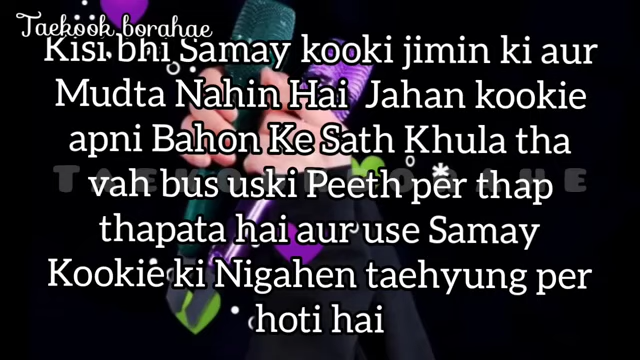 Taekook borahae
Kisi bhi Samay kooki jimin ki aur
Mudta Nahin Hai Jahan kookie
apni Bahon Ke Sath Khula tha
vah bus uski Peeth per thap
TAEKOOK BORAHAE
thapata hai aur use Samay
Kookie ki Nigahen taehyung per
hoti hai